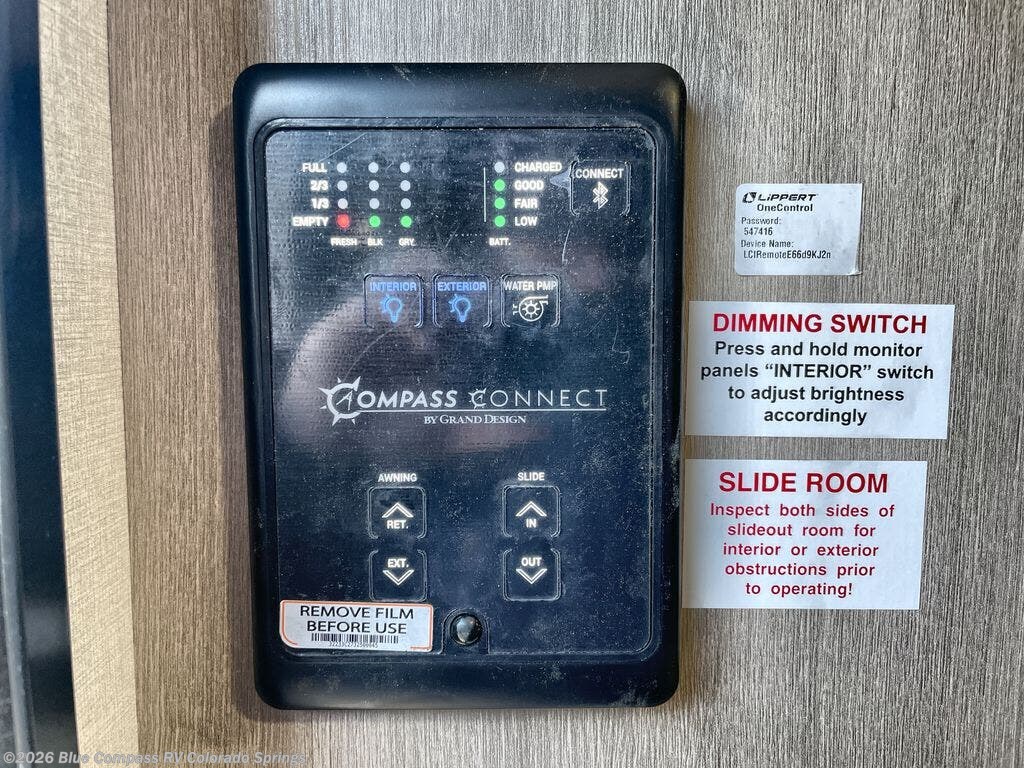 FULL
2/3
1/3
EMPTY
FRESH BLK GRY.
CHARGED
GOOD
FAIR
LOW
BATT.
CONNECT
INTERIOR
EXTERIOR
WATER PMP
COMPASS CONNECT
BY GRAND DESIGN
AWNING
RET.
EXT.
SLIDE
IN
OUT
REMOVE FILM
BEFORE USE
LIPPERT
OneControl
Password:
547416
Device Name:
LCIRemoteE66d9KJ2n
DIMMING SWITCH
Press and hold monitor
panels “INTERIOR” switch
to adjust brightness
accordingly
SLIDE ROOM
Inspect both sides of
slideout room for
interior or exterior
obstructions prior
to operating!
©2026 Blue Compass RV Colorado Springs